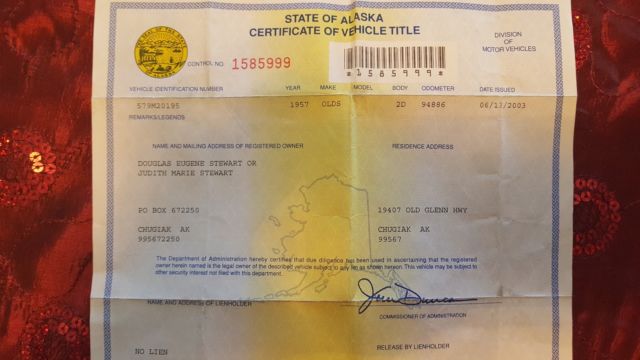 STATE OF ALASKA
CERTIFICATE OF VEHICLE TITLE
DIVISION
OF
MOTOR VEHICLES
CONTROL NO. 1585999
*1585999*
VEHICLE IDENTIFICATION NUMBER YEAR MAKE MODEL BODY ODOMETER DATE ISSUED
579M20195 1957 OLDS 2D 94886 06/13/2003
REMARKS/LEGENDS
NAME AND MAILING ADDRESS OF REGISTERED OWNER RESIDENCE ADDRESS
DOUGLAS EUGENE STEWART OR
JUDITH MARIE STEWART
PO BOX 672250 19407 OLD GLENN HWY
CHUGIAK AK CHUGIAK AK
995672250 99567
The Department of Administration hereby certifies that due diligence has been used in ascertaining that the registered
owner herein named is the legal owner of the described vehicle subject to any lien as shown hereon. This vehicle may be subject to
other security interest not filed with this department.
NAME AND ADDRESS OF LIENHOLDER
COMMISSIONER OF ADMINISTRATION
NO LIEN RELEASE BY LIENHOLDER